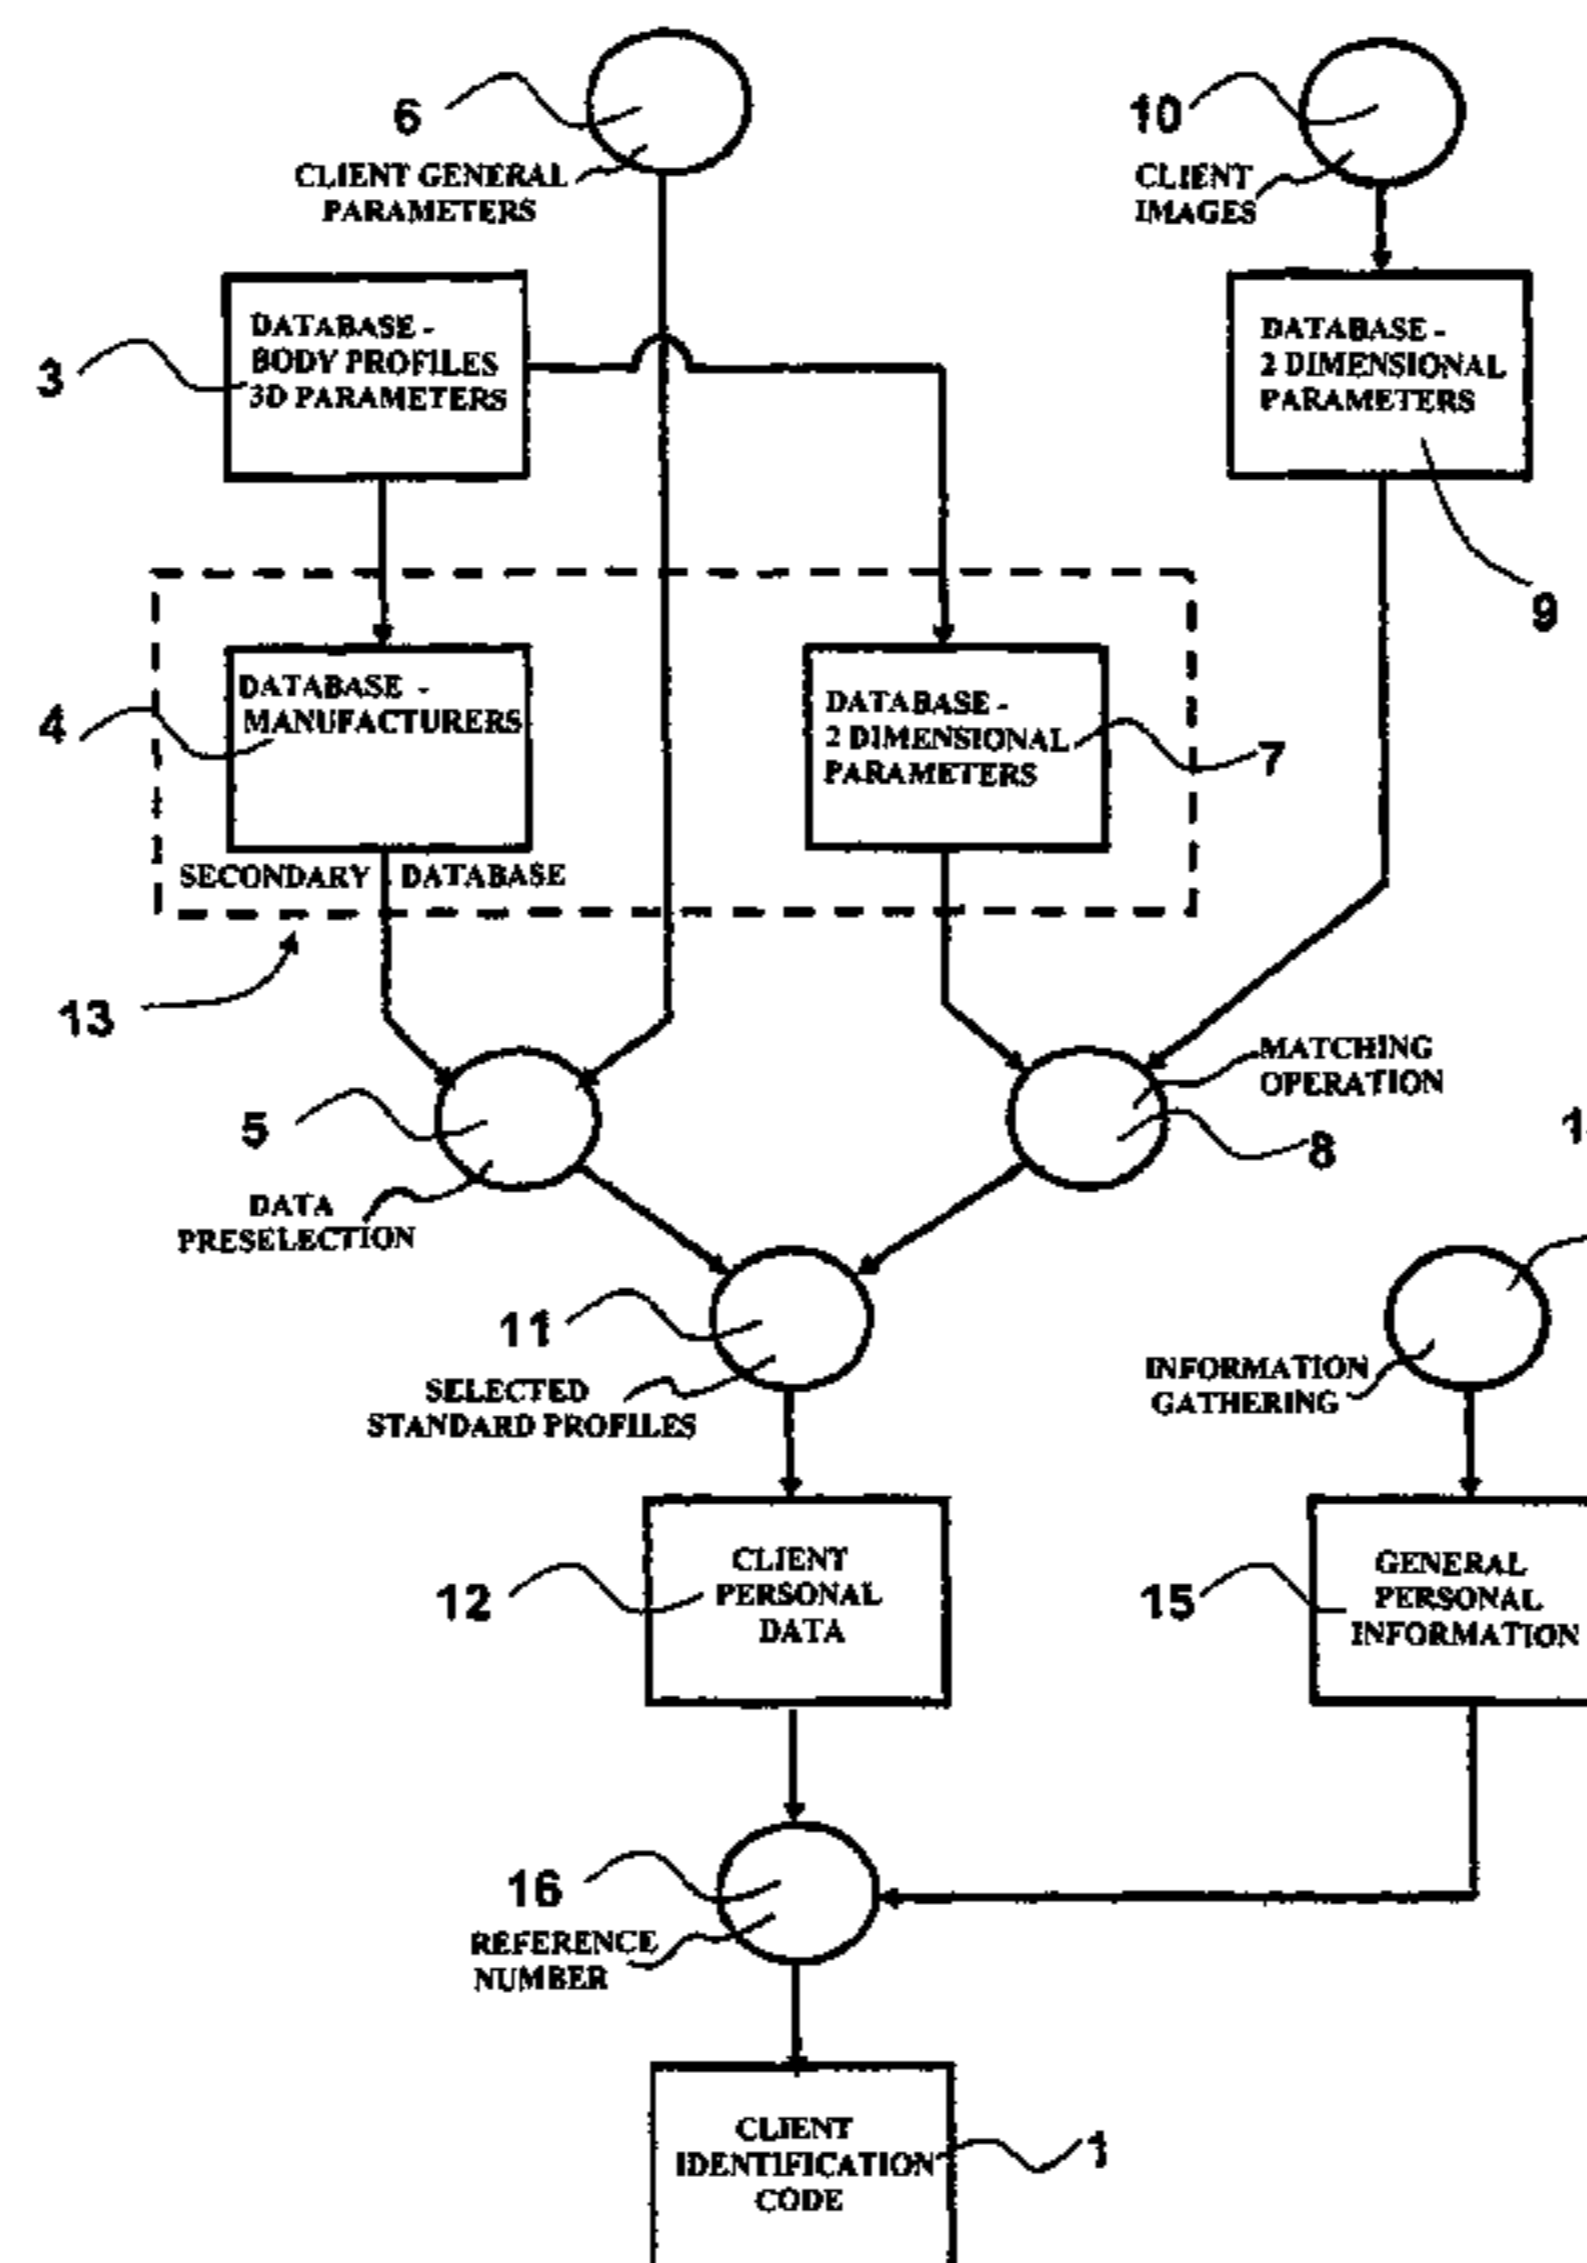 6
CLIENT GENERAL
PARAMETERS
10
CLIENT
IMAGES
3
DATABASE -
BODY PROFILES
3D PARAMETERS
DATABASE -
2 DIMENSIONAL
PARAMETERS
9
4
DATABASE -
MANUFACTURERS
DATABASE -
2 DIMENSIONAL
PARAMETERS
7
SECONDARY DATABASE
13
5
DATA
PRESELECTION
MATCHING
OPERATION
8
11
SELECTED
STANDARD PROFILES
INFORMATION
GATHERING
12
CLIENT
PERSONAL
DATA
15
GENERAL
PERSONAL
INFORMATION
16
REFERENCE
NUMBER
CLIENT
IDENTIFICATION
CODE
1